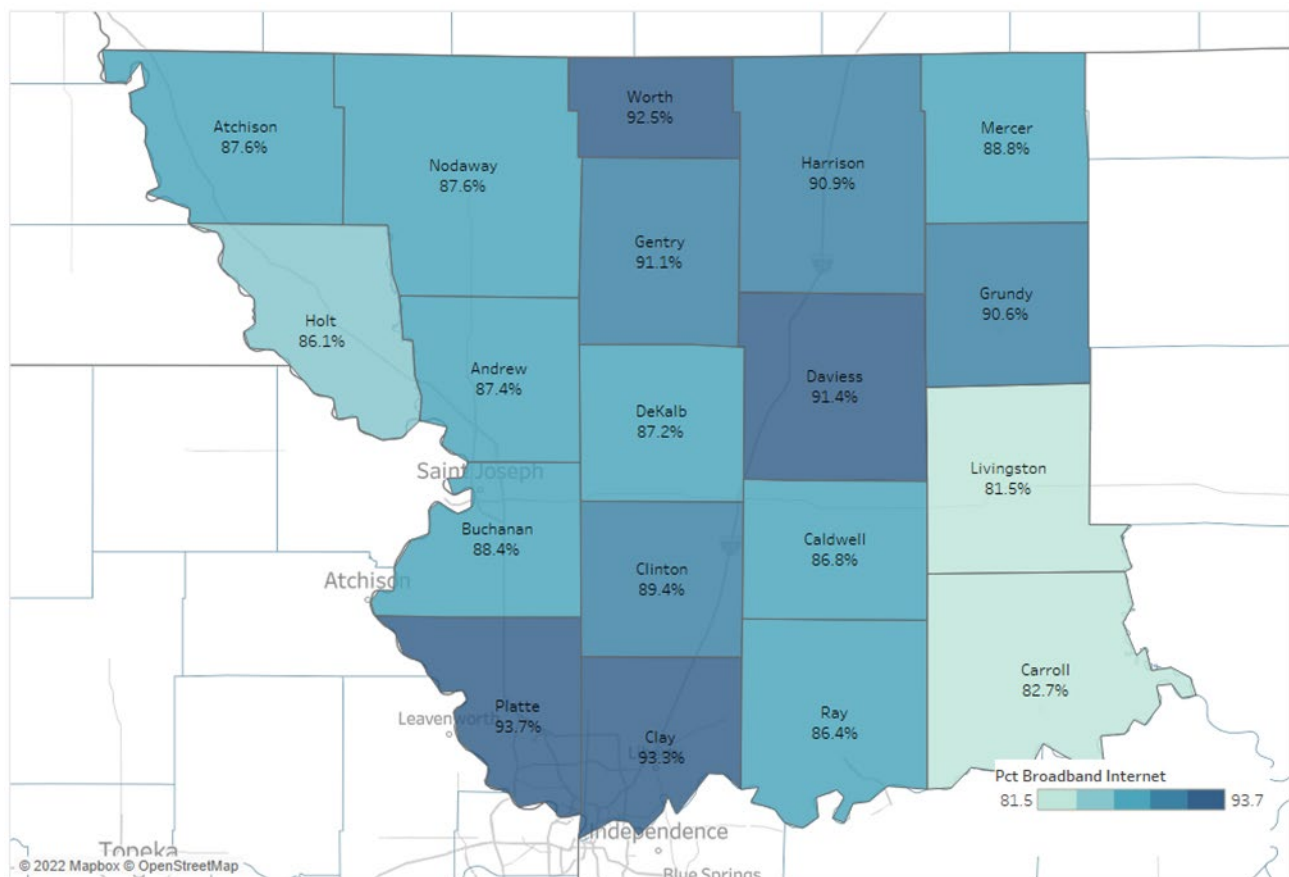 Atchison
87.6%
Nodaway
87.6%
Worth
92.5%
Harrison
90.9%
Mercer
88.8%
Gentry
91.1%
Holt
86.1%
Grundy
90.6%
Andrew
87.4%
DeKalb
87.2%
Daviess
91.4%
Saint Joseph
Livingston
81.5%
Buchanan
88.4%
Atchison
Clinton
89.4%
Caldwell
86.8%
Platte
93.7%
Leavenworth
Clay
93.3%
Ray
86.4%
Carroll
82.7%
Pct Broadband Internet
81.5 93.7
Independence
Topeka
Blue Springs
© 2022 Mapbox © OpenStreetMap